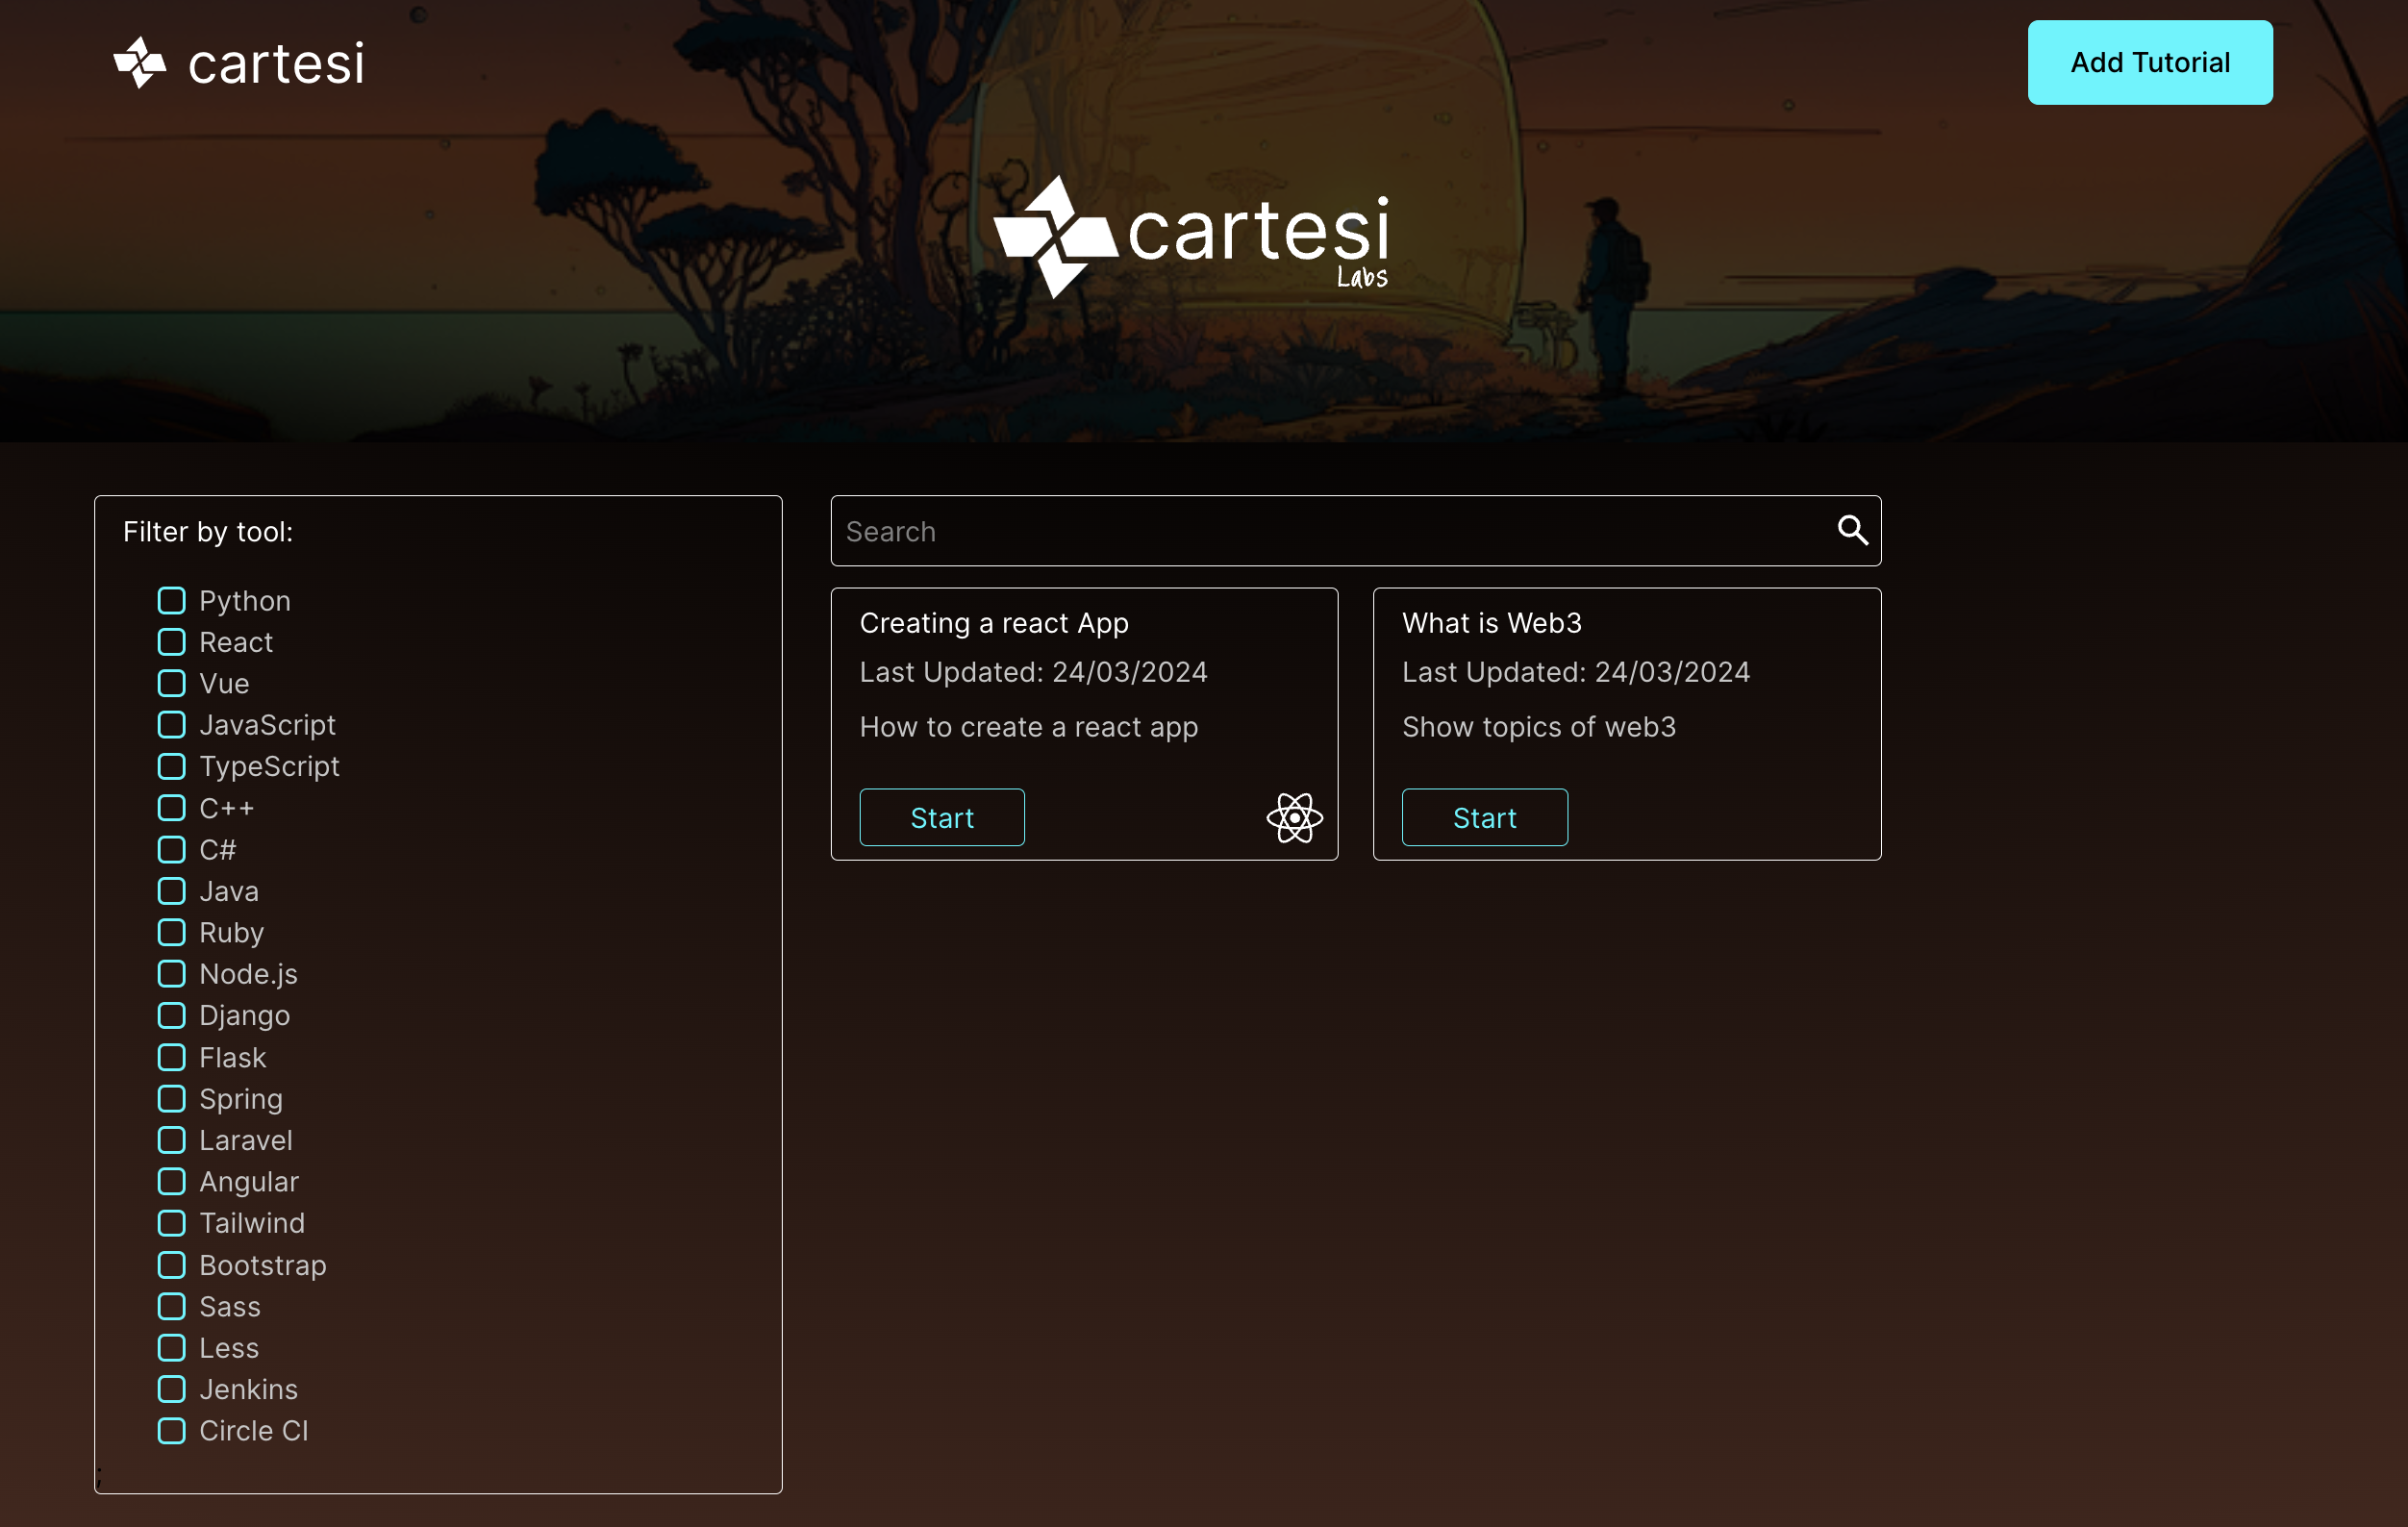 cartesi
Add Tutorial
cartesi
Labs
Filter by tool:
Python
React
Vue
JavaScript
TypeScript
C++
C#
Java
Ruby
Node.js
Django
Flask
Spring
Laravel
Angular
Tailwind
Bootstrap
Sass
Less
Jenkins
Circle CI
;
Search
Creating a react App
Last Updated: 24/03/2024
How to create a react app
Start
What is Web3
Last Updated: 24/03/2024
Show topics of web3
Start